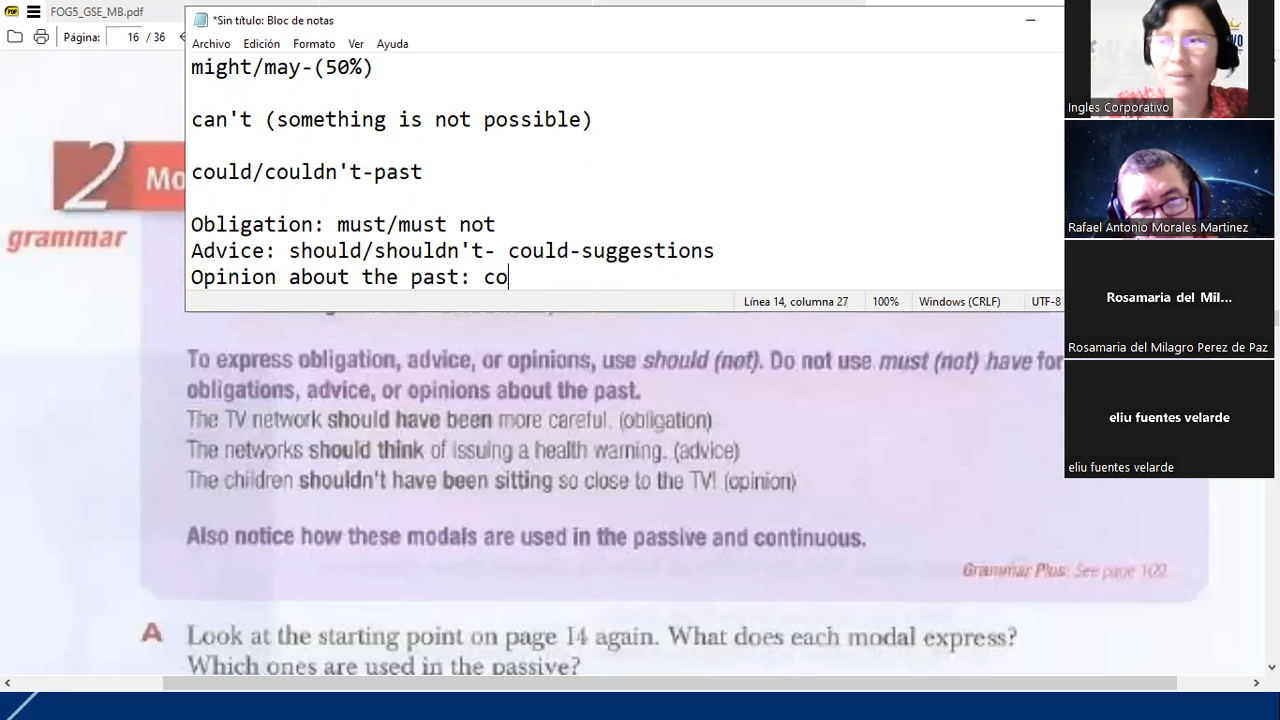 FOG5_GSE_MB.pdf
Página: 16 / 36
*Sin título: Bloc de notas
Archivo Edición Formato Ver Ayuda
might/may-(50%)
can't (something is not possible)
could/couldn't-past
Obligation: must/must not
Advice: should/shouldn't- could-suggestions
Opinion about the past: co
Línea 14, columna 27 100% Windows (CRLF) UTF-8
2 Mo
grammar
To express obligation, advice, or opinions, use should (not). Do not use must (not) have for
obligations, advice, or opinions about the past.
The TV network should have been more careful. (obligation)
The networks should think of issuing a health warning. (advice)
The children shouldn't have been sitting so close to the TV! (opinion)
Also notice how these modals are used in the passive and continuous.
Grammar Plus: See page 109.
A Look at the starting point on page 14 again. What does each modal express?
Which ones are used in the passive?
Ingles Corporativo
Rafael Antonio Morales Martinez
Rosamaria del Mil...
Rosamaria del Milagro Perez de Paz
eliu fuentes velarde
eliu fuentes velarde